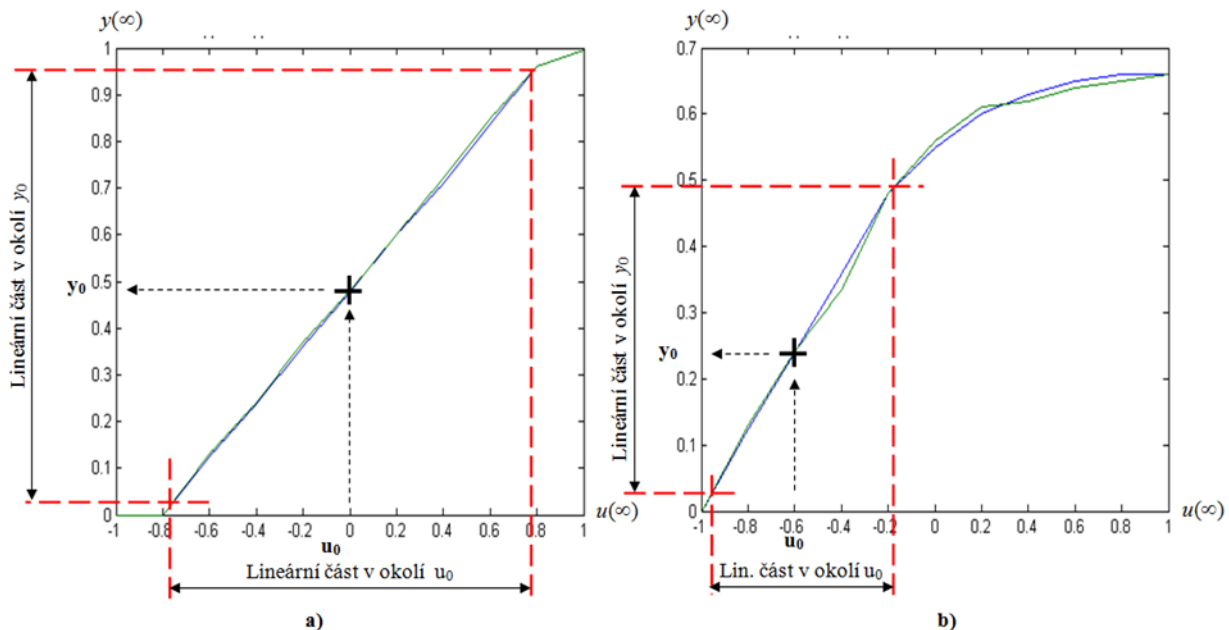 y(∞)
1
0.9
0.8
0.7
0.6
0.5
0.4
0.3
0.2
0.1
0
y₀
Lineární část v okolí y₀
-1 -0.8 -0.6 -0.4 -0.2 0 0.2 0.4 0.6 0.8 1
u(∞)
u₀
Lineární část v okolí u₀
a)
y(∞)
0.7
0.6
0.5
0.4
0.3
0.2
0.1
0
y₀
Lineární část v okolí y₀
-1 -0.8 -0.6 -0.4 -0.2 0 0.2 0.4 0.6 0.8 1
u(∞)
u₀
Lin. část v okolí u₀
b)